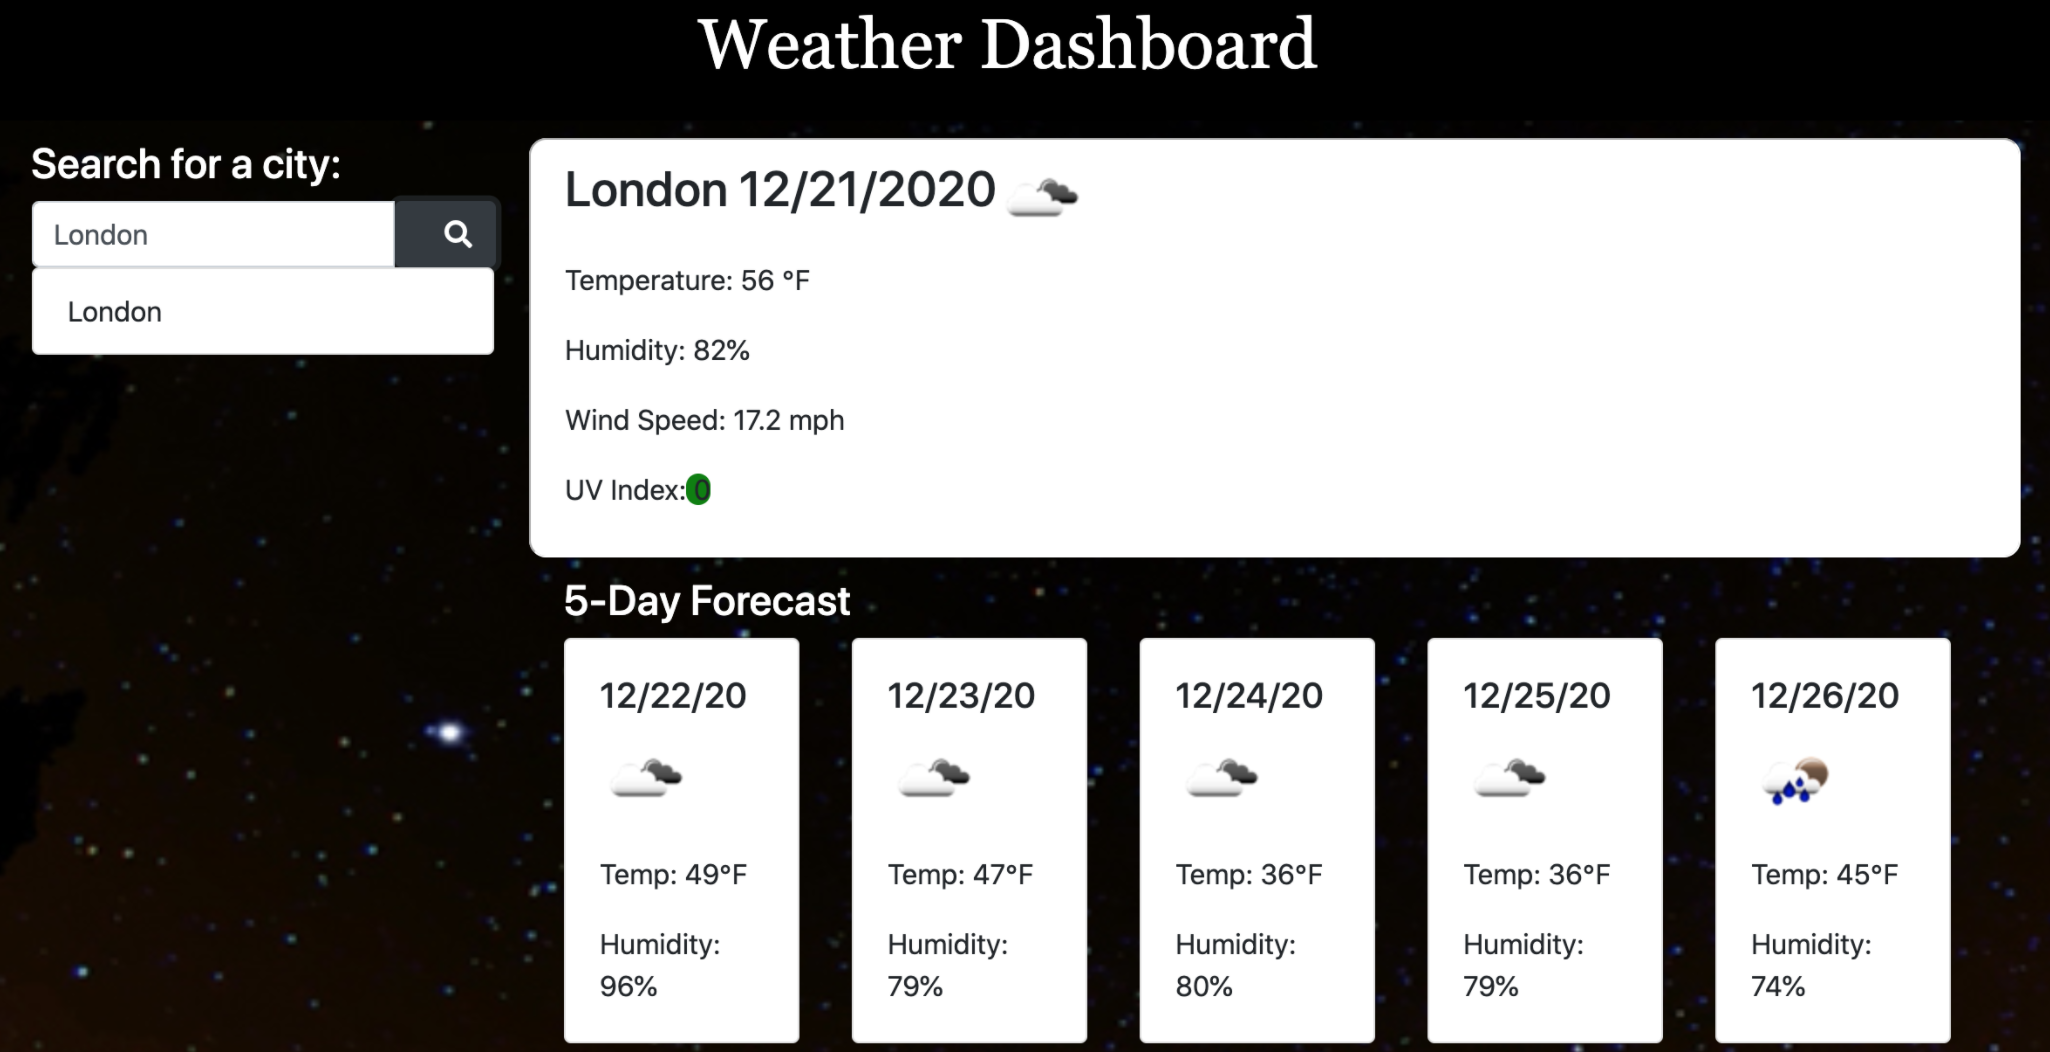 Weather Dashboard
Search for a city:
London
London
London 12/21/2020
Temperature: 56 °F
Humidity: 82%
Wind Speed: 17.2 mph
UV Index:0
5-Day Forecast
12/22/20
Temp: 49°F
Humidity:
96%
12/23/20
Temp: 47°F
Humidity:
79%
12/24/20
Temp: 36°F
Humidity:
80%
12/25/20
Temp: 36°F
Humidity:
79%
12/26/20
Temp: 45°F
Humidity:
74%